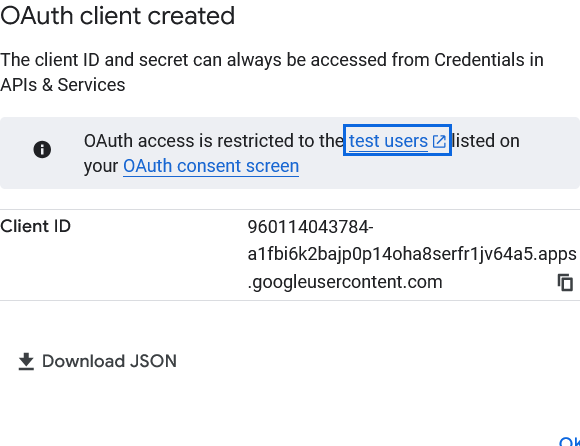 OAuth client created
The client ID and secret can always be accessed from Credentials in
APIs & Services
OAuth access is restricted to the test users listed on
your OAuth consent screen
Client ID
960114043784-
a1fbi6k2bajp0p14oha8serfr1jv64a5.apps
.googleusercontent.com
Download JSON
OK